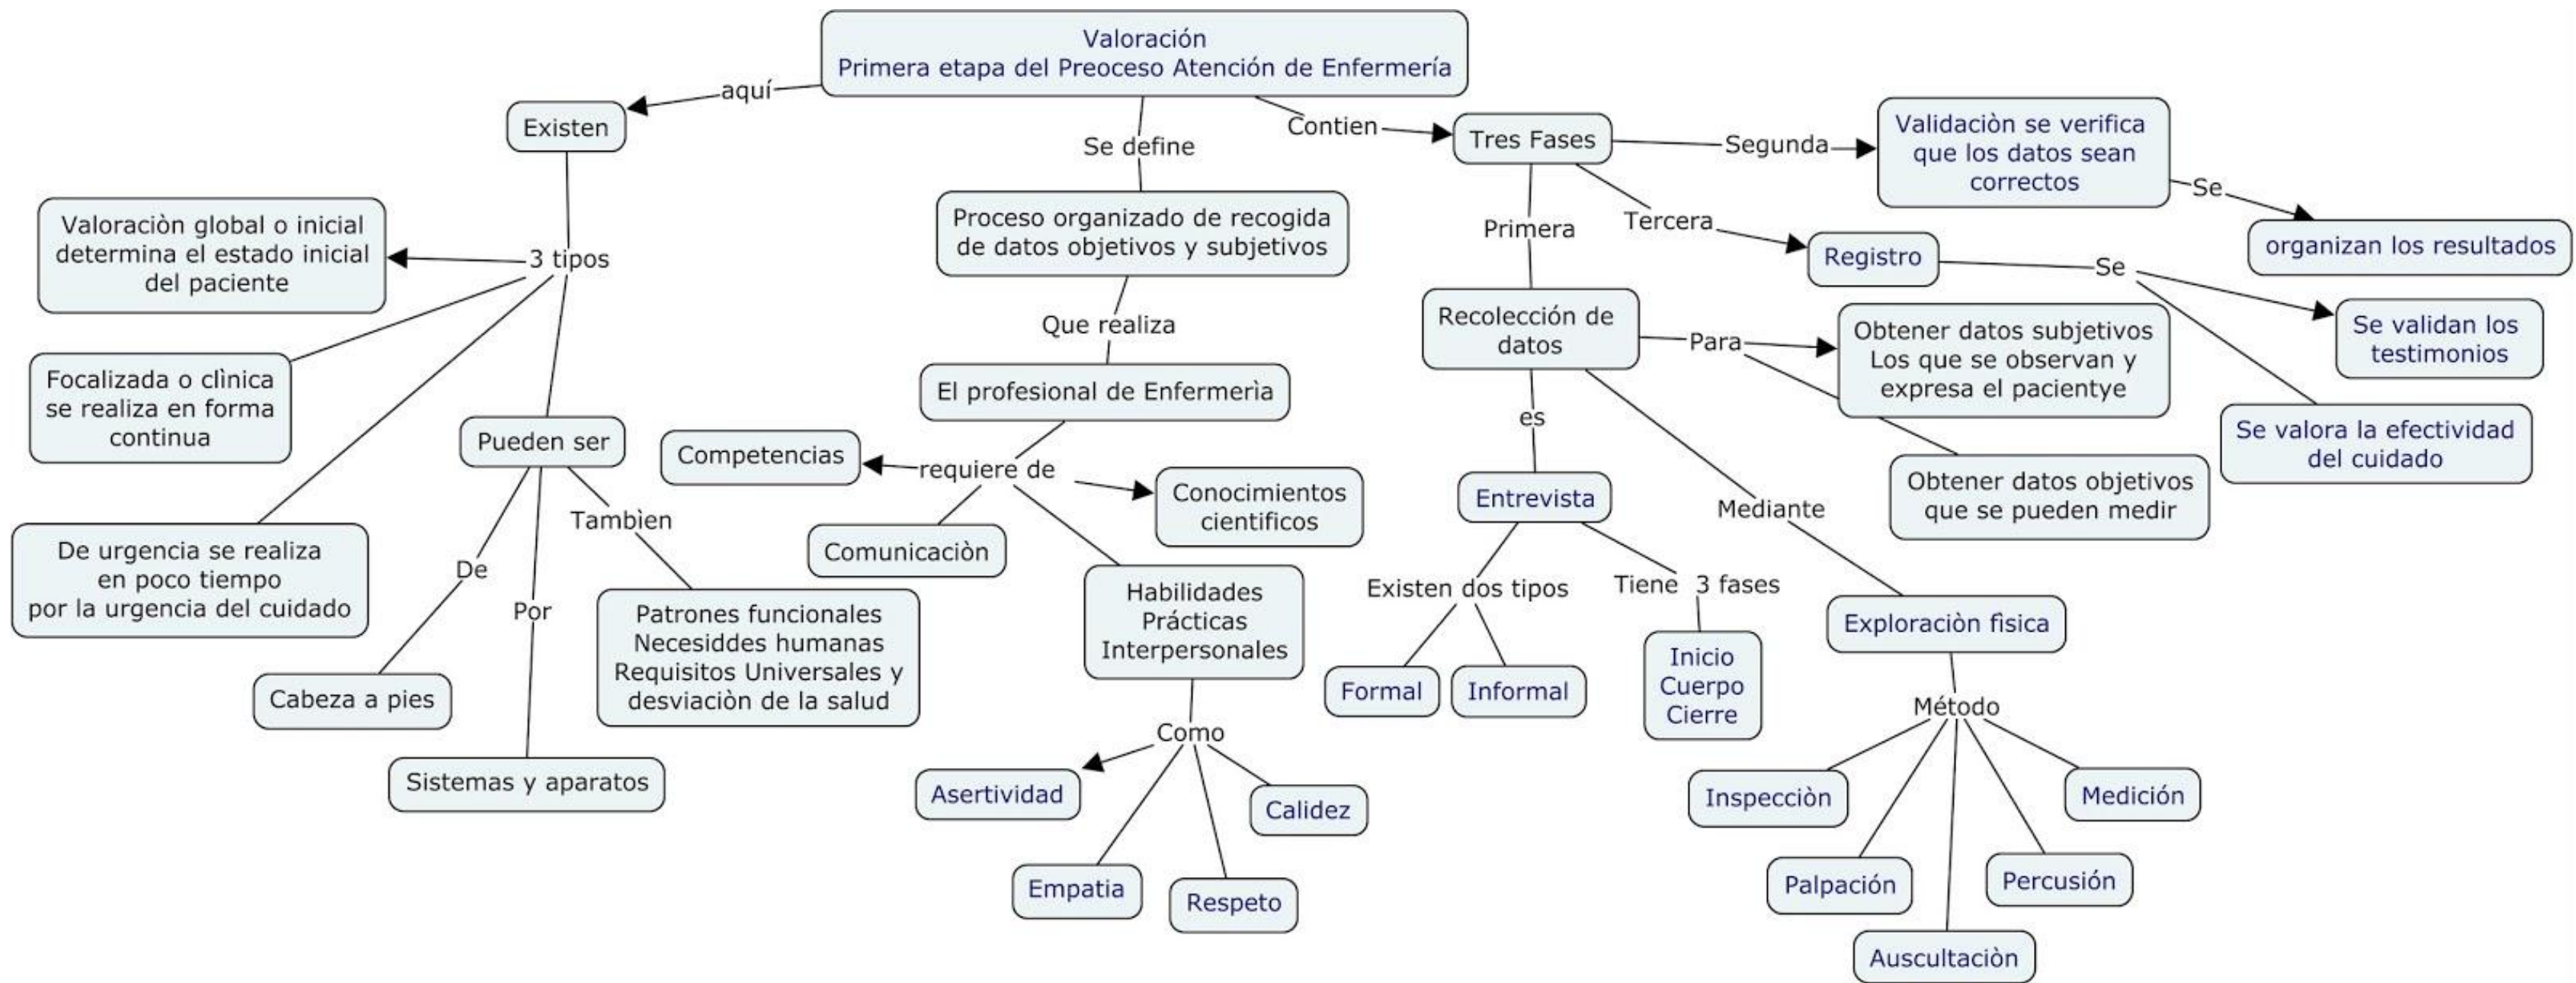 Valoración
Primera etapa del Preoceso Atención de Enfermería
aquí
Existen
3 tipos
Valoraciòn global o inicial
determina el estado inicial
del paciente
Focalizada o clìnica
se realiza en forma
continua
De urgencia se realiza
en poco tiempo
por la urgencia del cuidado
Pueden ser
De
Cabeza a pies
Por
Sistemas y aparatos
Tambìen
Patrones funcionales
Necesiddes humanas
Requisitos Universales y
desviaciòn de la salud
Se define
Proceso organizado de recogida
de datos objetivos y subjetivos
Que realiza
El profesional de Enfermerìa
requiere de
Competencias
Comunicaciòn
Conocimientos
cientificos
Habilidades
Prácticas
Interpersonales
Como
Asertividad
Empatia
Respeto
Calidez
Contien
Tres Fases
Primera
Recolección de
datos
es
Entrevista
Existen dos tipos
Formal
Informal
Tiene 3 fases
Inicio
Cuerpo
Cierre
Para
Obtener datos subjetivos
Los que se observan y
expresa el pacientye
Obtener datos objetivos
que se pueden medir
Mediante
Exploraciòn fìsica
Método
Inspecciòn
Palpación
Auscultaciòn
Percusión
Medición
Segunda
Validaciòn se verifica
que los datos sean
correctos
Se
organizan los resultados
Tercera
Registro
Se
Se validan los
testimonios
Se valora la efectividad
del cuidado